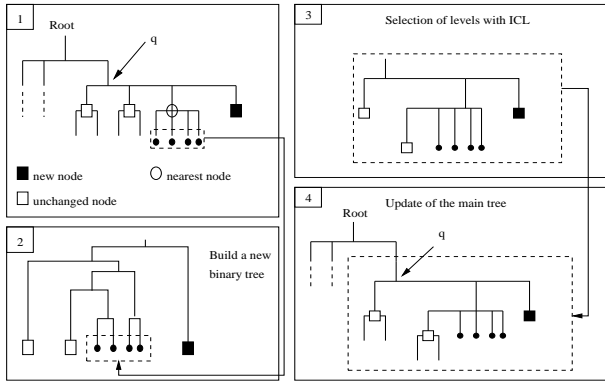 1
Root
q
new node
nearest node
unchanged node
2
Build a new
binary tree
3
Selection of levels with ICL
4
Update of the main tree
Root
q